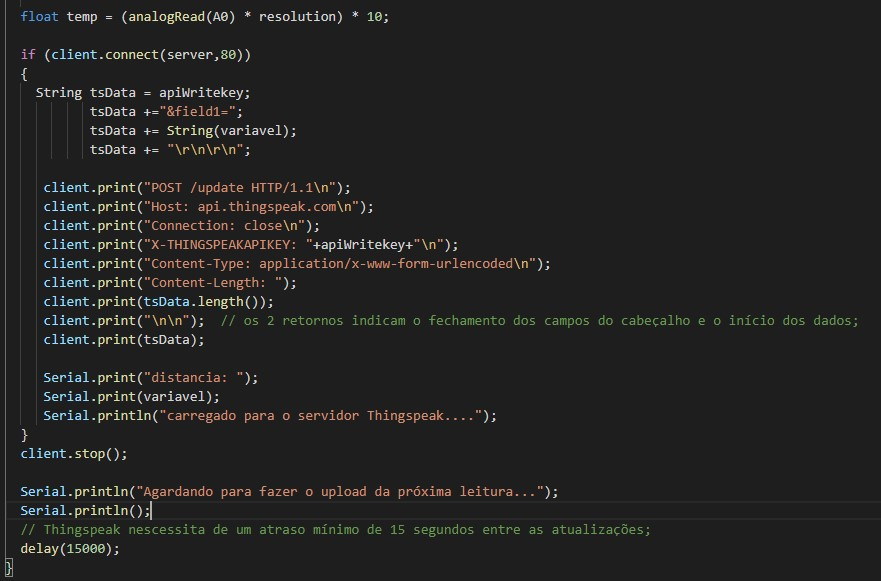 float temp = (analogRead(A0) * resolution) * 10;
if (client.connect(server,80))
{
String tsData = apiWritekey;
tsData +="&field1=";
tsData += String(variavel);
tsData += "\r\n\r\n";
client.print("POST /update HTTP/1.1\n");
client.print("Host: api.thingspeak.com\n");
client.print("Connection: close\n");
client.print("X-THINGSPEAKAPIKEY: "+apiWritekey+"\n");
client.print("Content-Type: application/x-www-form-urlencoded\n");
client.print("Content-Length: ");
client.print(tsData.length());
client.print("\n\n");  // os 2 retornos indicam o fechamento dos campos do cabeçalho e o início dos dados;
client.print(tsData);
Serial.print("distancia: ");
Serial.print(variavel);
Serial.println("carregado para o servidor Thingspeak....");
}
client.stop();
Serial.println("Agardando para fazer o upload da próxima leitura...");
Serial.println();
// Thingspeak nescessita de um atraso mínimo de 15 segundos entre as atualizações;
delay(15000);
}